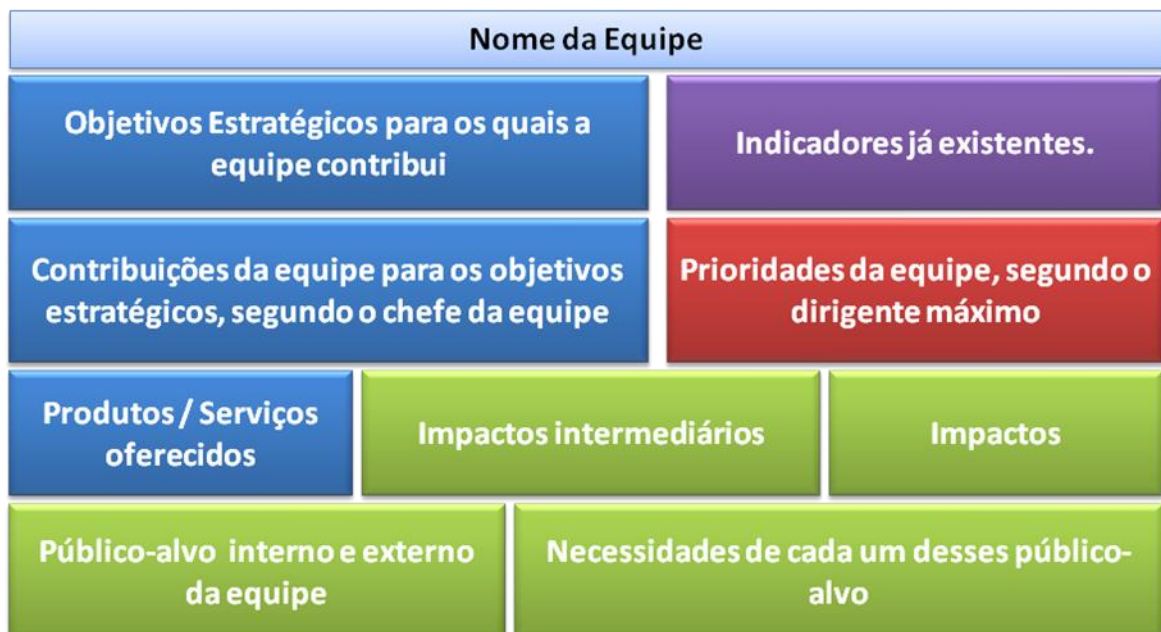 Nome da Equipe
Objetivos Estratégicos para os quais a
equipe contribui
Indicadores já existentes.
Contribuições da equipe para os objetivos
estratégicos, segundo o chefe da equipe
Prioridades da equipe, segundo o
dirigente máximo
Produtos / Serviços
oferecidos
Impactos intermediários
Impactos
Público-alvo interno e externo
da equipe
Necessidades de cada um desses público-
alvo